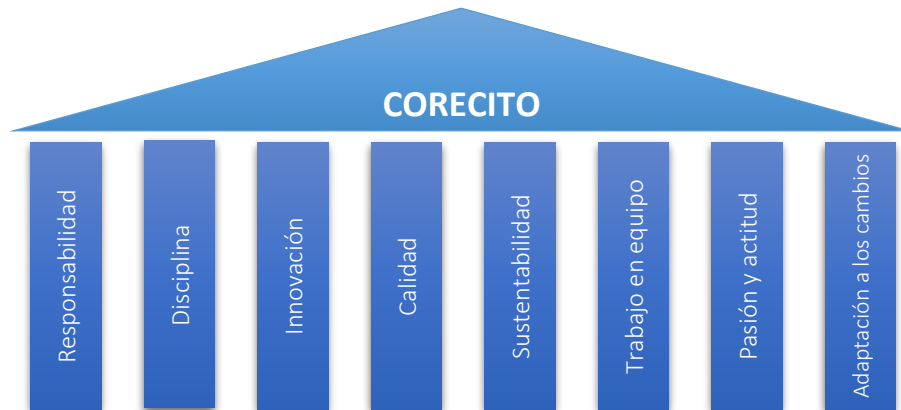 CORECITO
Responsabilidad
Disciplina
Innovación
Calidad
Sustentabilidad
Trabajo en equipo
Pasión y actitud
Adaptación a los cambios